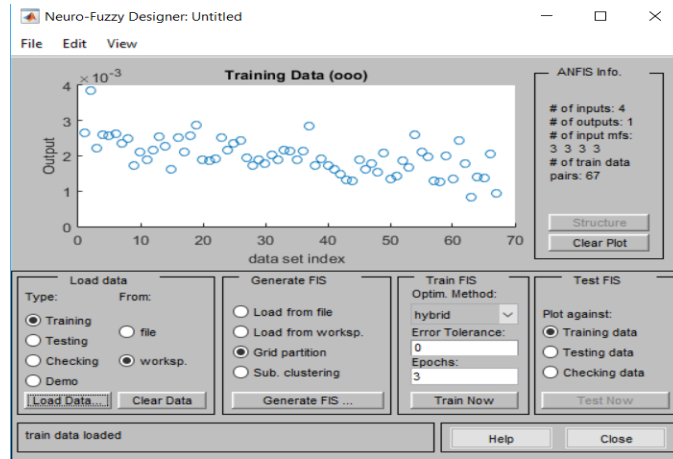 Neuro-Fuzzy Designer: Untitled
File Edit View
×10⁻³
Training Data (ooo)
4
3
2
1
0
Output
0 10 20 30 40 50 60 70
data set index
ANFIS Info.
# of inputs: 4
# of outputs: 1
# of input mfs:
3 3 3 3
# of train data
pairs: 67
Structure
Clear Plot
Load data
Type: From:
Training
Testing
Checking
Demo
file
worksp.
Load Data...
Clear Data
Generate FIS
Load from file
Load from worksp.
Grid partition
Sub. clustering
Generate FIS ...
Train FIS
Optim. Method:
hybrid
Error Tolerance:
0
Epochs:
3
Train Now
Test FIS
Plot against:
Training data
Testing data
Checking data
Test Now
train data loaded
Help
Close